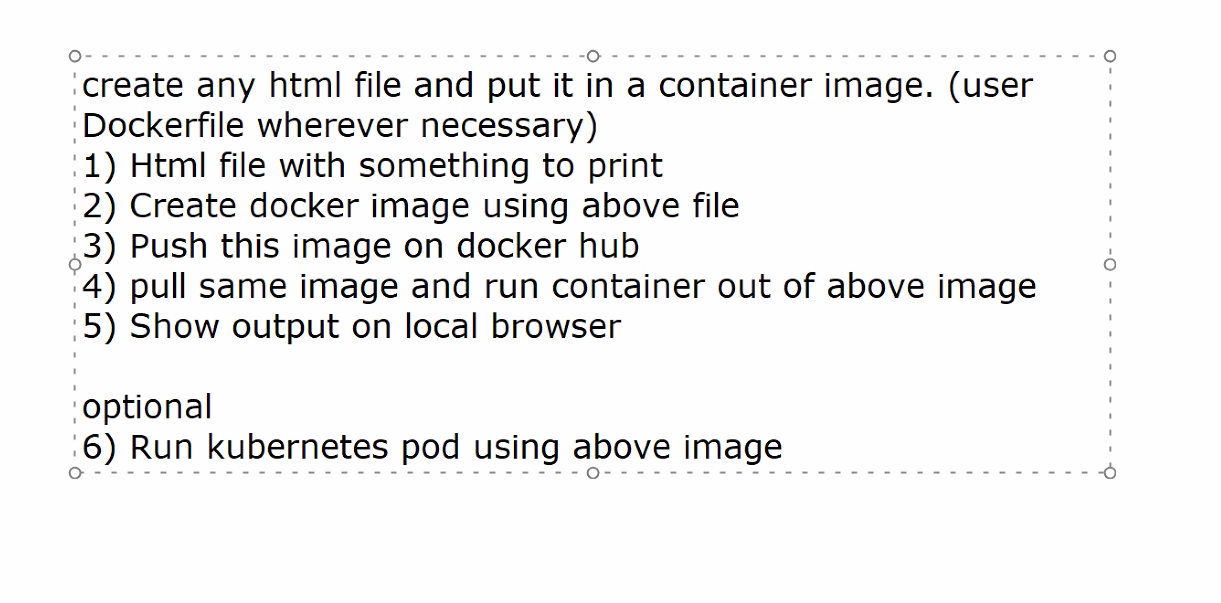 create any html file and put it in a container image. (user
Dockerfile wherever necessary)
1) Html file with something to print
2) Create docker image using above file
3) Push this image on docker hub
4) pull same image and run container out of above image
5) Show output on local browser
optional
6) Run kubernetes pod using above image